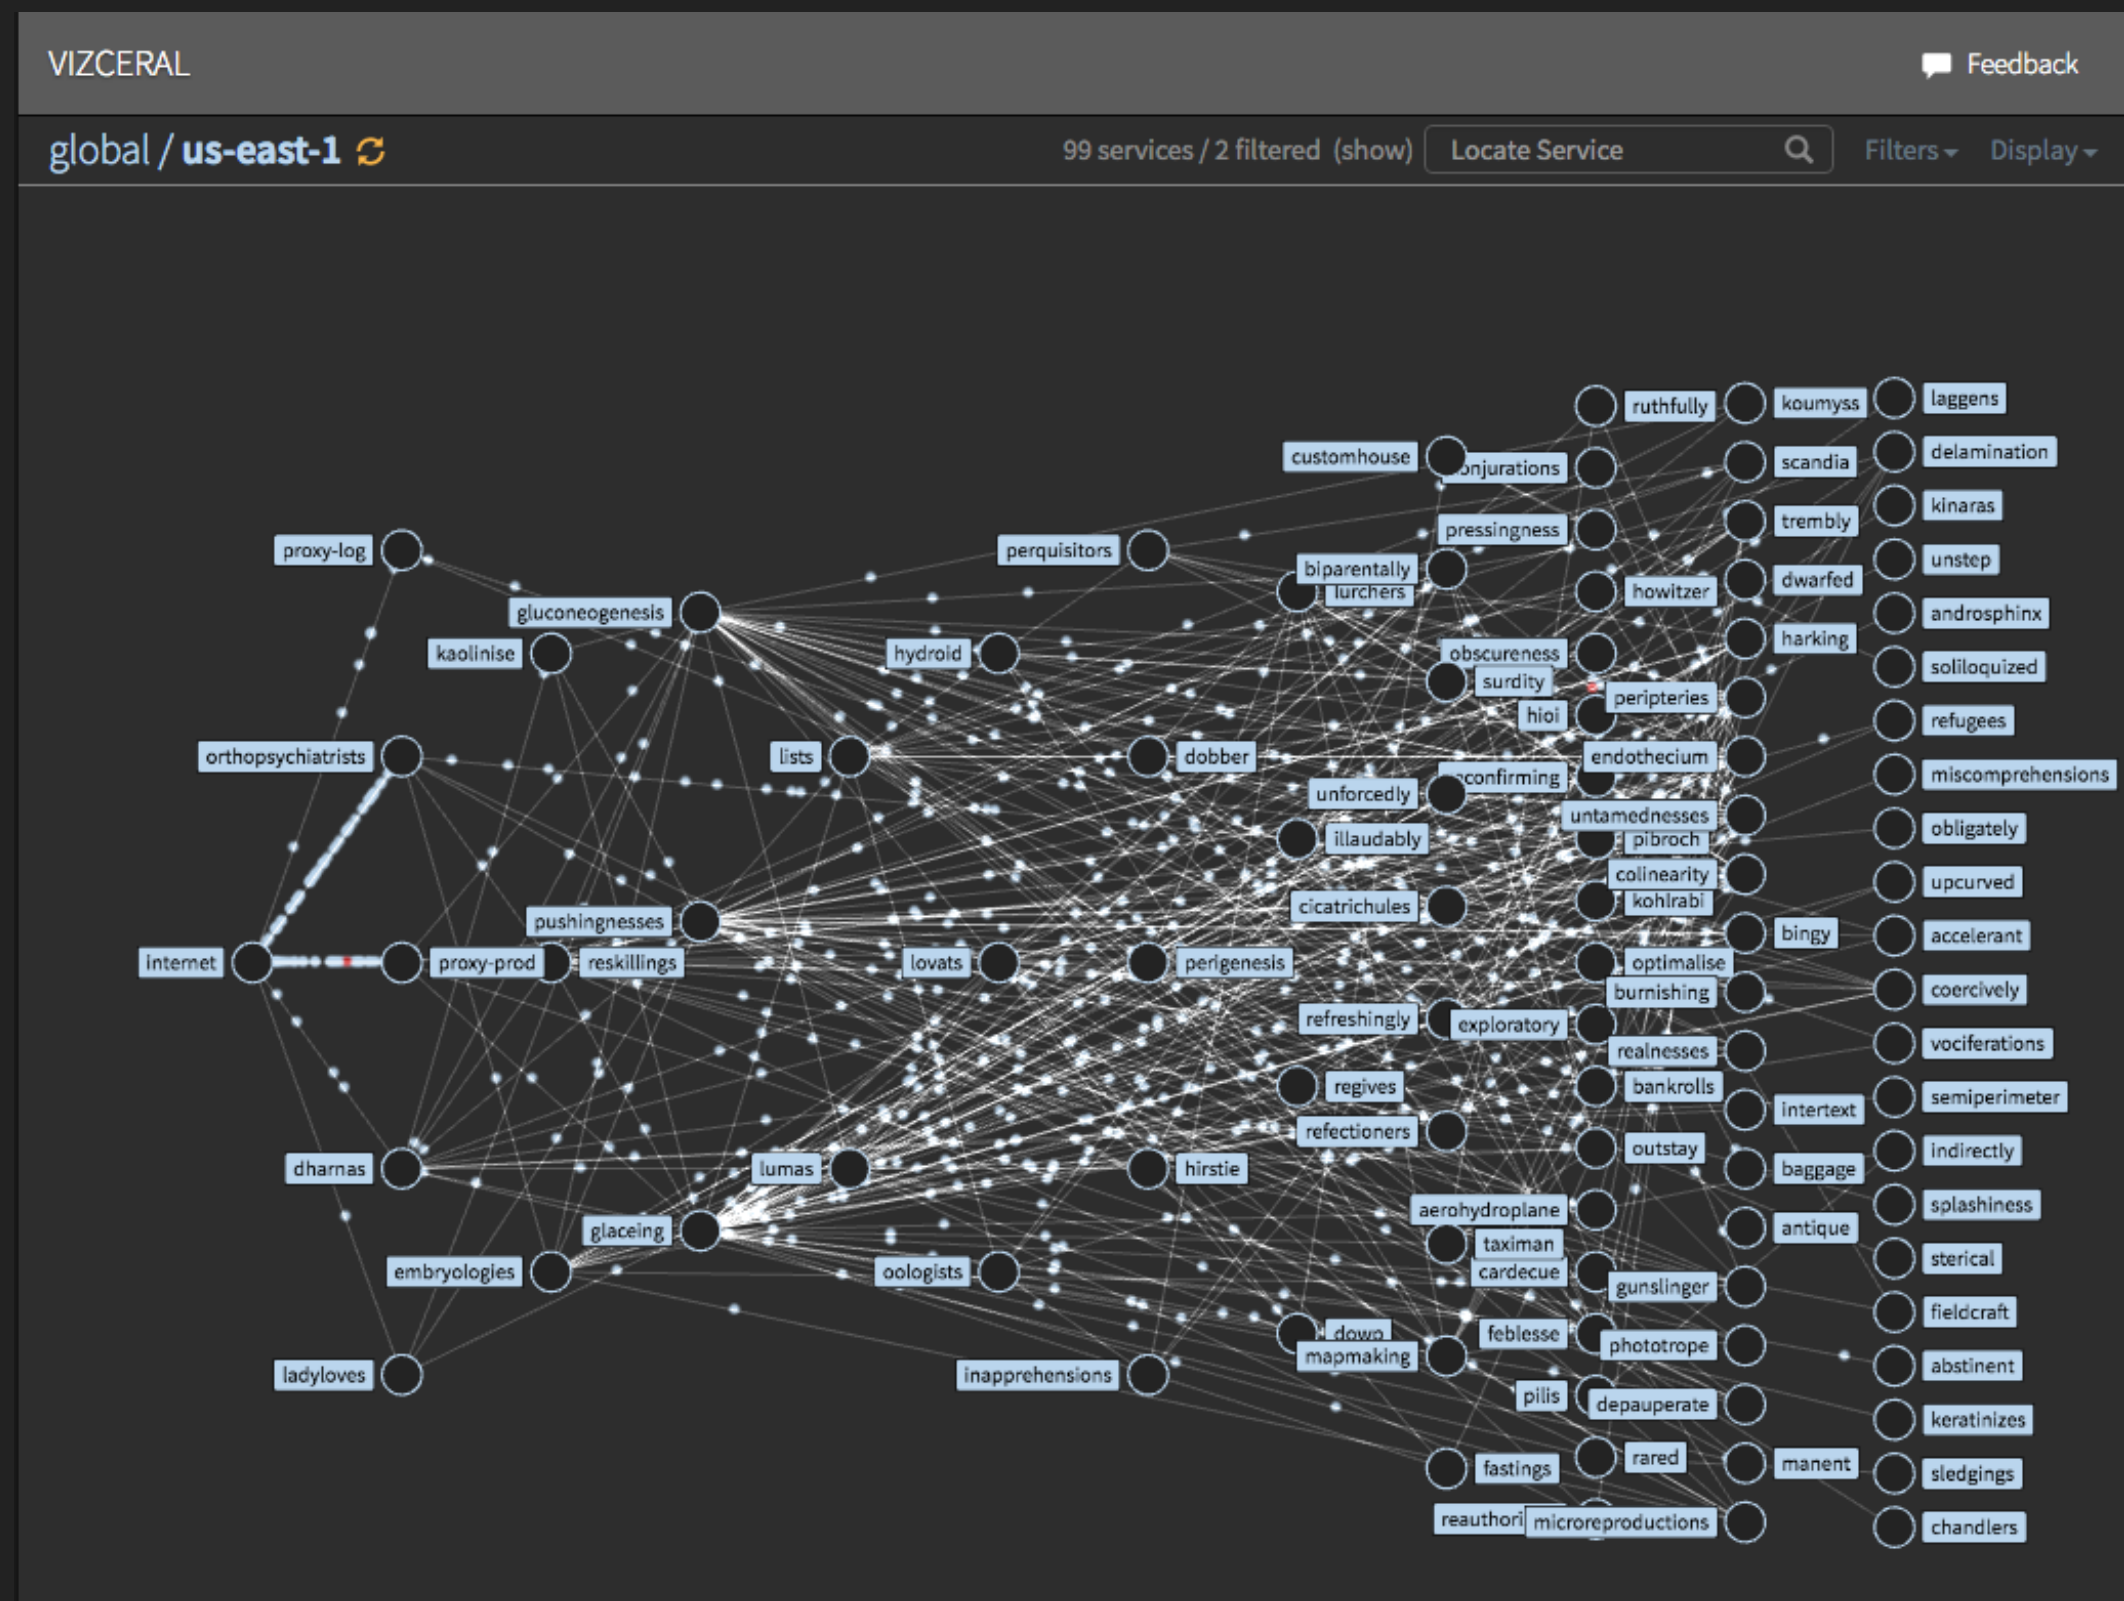 VIZCERAL
Feedback
global / us-east-1
99 services / 2 filtered (show)
Locate Service
Filters
Display
laggens
koumyss
ruthfully
delamination
customhouse
scandia
onjurations
kinaras
trembly
pressingness
proxy-log
perquisitors
unstep
biparentally
dwarfed
lurchers
howitzer
gluconeogenesis
androsphinx
harking
kaolinise
hydroid
obscureness
soliloquized
surdity
peripteries
hioi
refugees
orthopsychiatrists
lists
dobber
endothecium
miscomprehensions
confirming
unforcedly
untamednesses
obligately
illaudably
pibroch
colinearity
upcurved
kohlrabi
cicatrichules
pushingnesses
bingy
accelerant
internet
proxy-prod
reskillings
lovats
perigenesis
optimalise
coercively
burnishing
refreshingly
exploratory
vociferations
realnesses
regives
bankrolls
semiperimeter
intertext
refectioners
outstay
indirectly
dharnas
lumas
hirstie
baggage
splashiness
aerohydroplane
antique
glaceing
taximan
sterical
embryologies
oologists
cardecue
gunslinger
fieldcraft
feblesse
phototrope
mapmaking
abstinent
ladyloves
inapprehensions
pilis
depauperate
keratinizes
rared
manent
fastings
sledgings
reauthori
microreproductions
chandlers